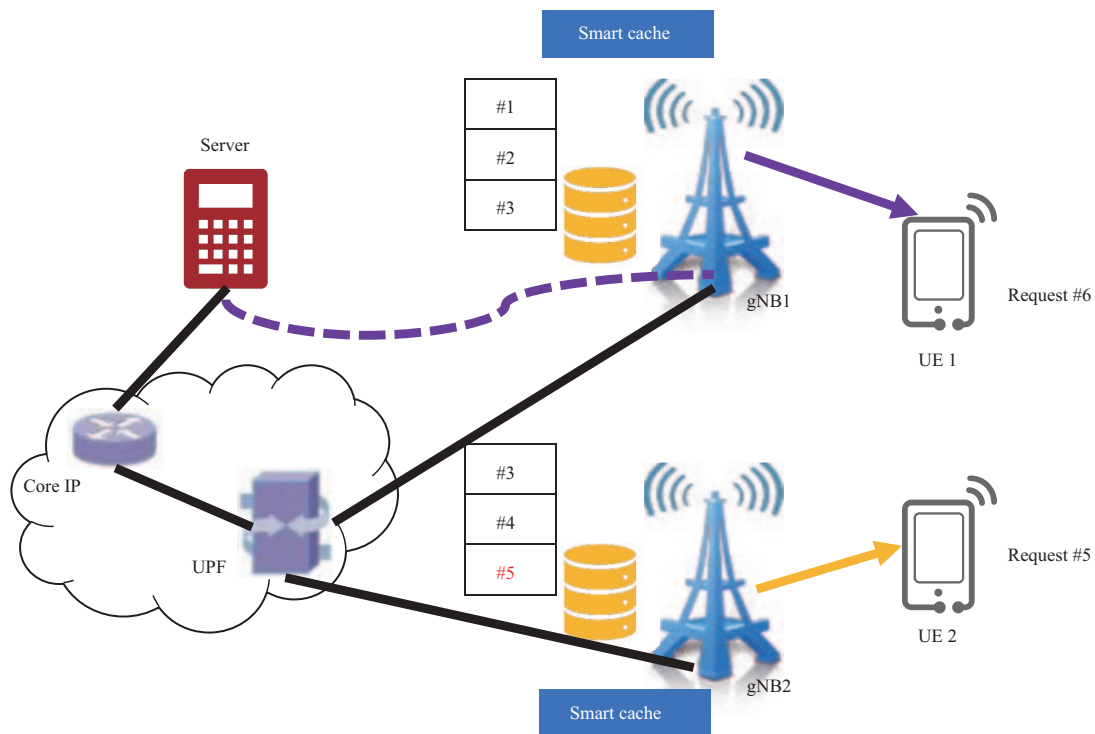 Smart cache
#1
#2
#3
Server
gNB1
Request #6
UE 1
Core IP
UPF
#3
#4
#5
Request #5
UE 2
gNB2
Smart cache